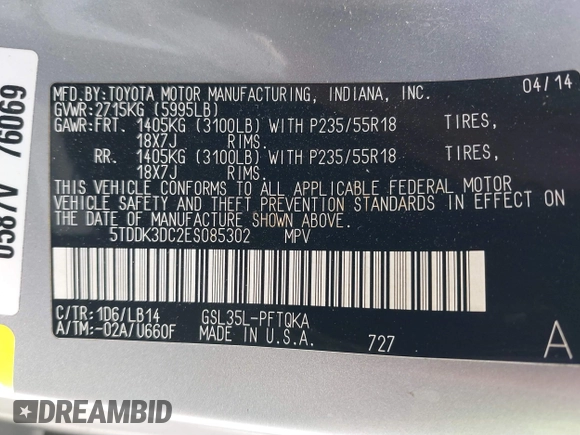 MFD.BY:TOYOTA MOTOR MANUFACTURING, INDIANA, INC. 04/14
GVWR:2715KG (5995LB)
GAWR:FRT. 1405KG (3100LB) WITH P235/55R18 TIRES,
18X7J RIMS.
RR. 1405KG (3100LB) WITH P235/55R18 TIRES,
18X7J RIMS.
THIS VEHICLE CONFORMS TO ALL APPLICABLE FEDERAL MOTOR
VEHICLE SAFETY AND THEFT PREVENTION STANDARDS IN EFFECT ON
THE DATE OF MANUFACTURE SHOWN ABOVE.
5TDDK3DC2ES085302 MPV
C/TR:1D6/LB14 GSL35L-PFTQKA
A/TM:-02A/U660F MADE IN U.S.A. 727 A
0587V 76069
DREAMBID